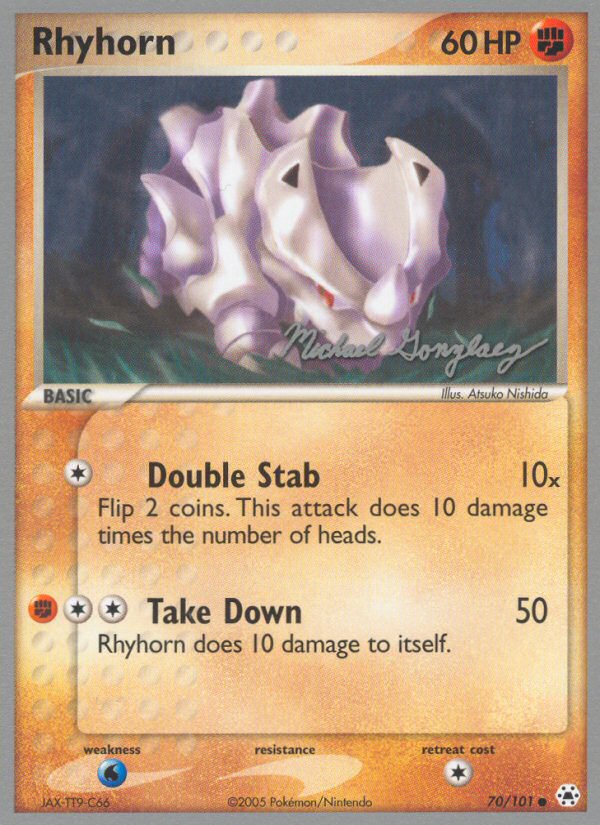 Rhyhorn
60 HP
Michael Gonzlaez
BASIC
Illus. Atsuko Nishida
Double Stab 10x
Flip 2 coins. This attack does 10 damage
times the number of heads.
Take Down 50
Rhyhorn does 10 damage to itself.
weakness resistance retreat cost
JAX-TT9-C66 ©2005 Pokémon/Nintendo 70/101